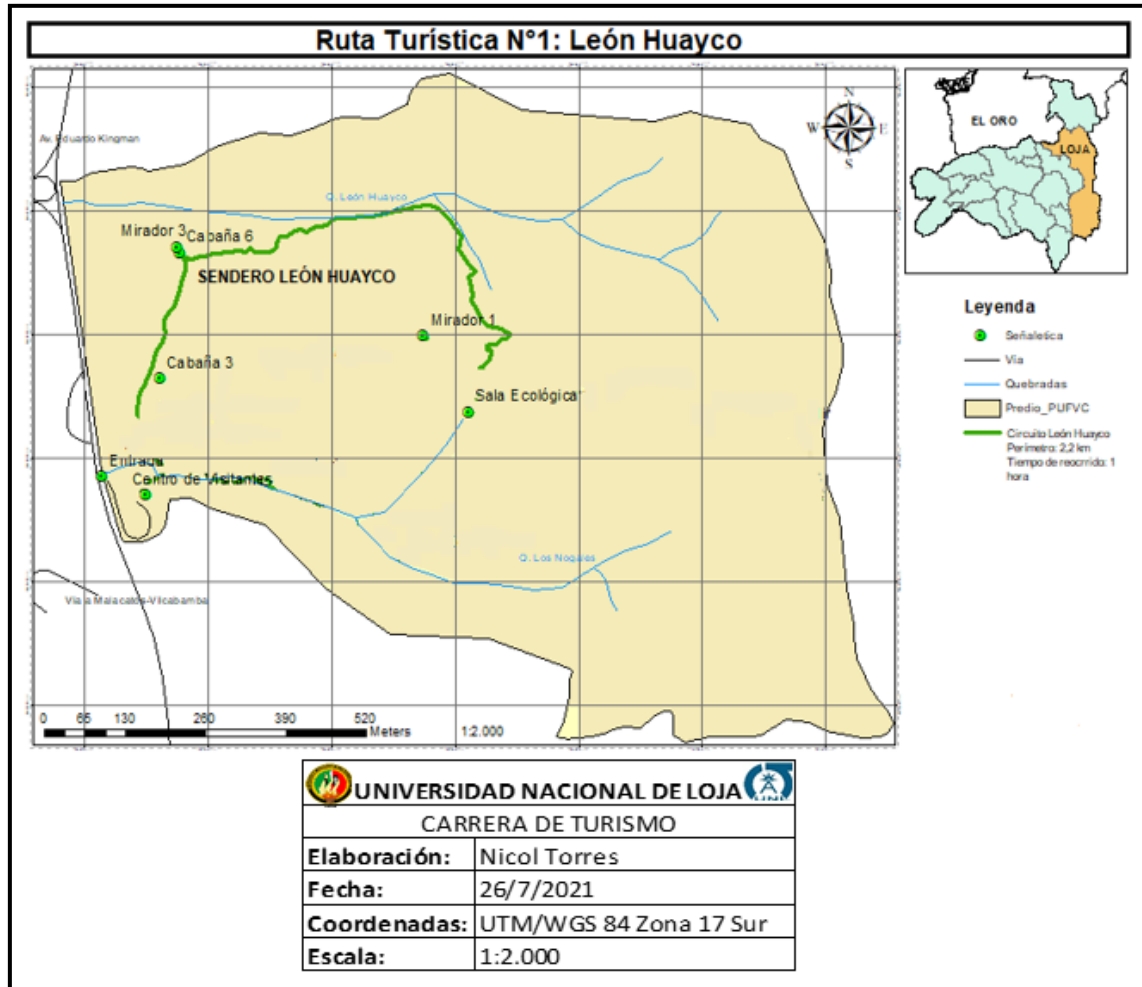 Ruta Turística N°1: León Huayco
Av. Eduardo Kingman
N
W
E
S
Q. León Huayco
Mirador 3
Cabaña 6
SENDERO LEÓN HUAYCO
Mirador 1
Cabaña 3
Sala Ecológica
Entrada
Centro de Visitantes
Q. Los Nogales
Via a Malacatos-Vilcabamba
0 65 130 260 390 520
Meters
1:2.000
EL ORO
LOJA
Leyenda
Señaletica
Via
Quebradas
Predio_PUFVC
Circuito León Huayco
Perimetro: 2,2 km
Tiempo de reocrrido: 1
hora
UNIVERSIDAD NACIONAL DE LOJA
CARRERA DE TURISMO
Elaboración: Nicol Torres
Fecha: 26/7/2021
Coordenadas: UTM/WGS 84 Zona 17 Sur
Escala: 1:2.000